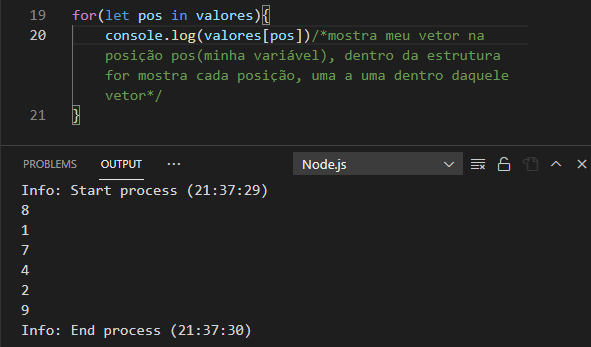 19 for(let pos in valores){
20 console.log(valores[pos])/*mostra meu vetor na
posição pos(minha variável), dentro da estrutura
for mostra cada posição, uma a uma dentro daquele
vetor*/
21 }
PROBLEMS OUTPUT ··· Node.js
Info: Start process (21:37:29)
8
1
7
4
2
9
Info: End process (21:37:30)